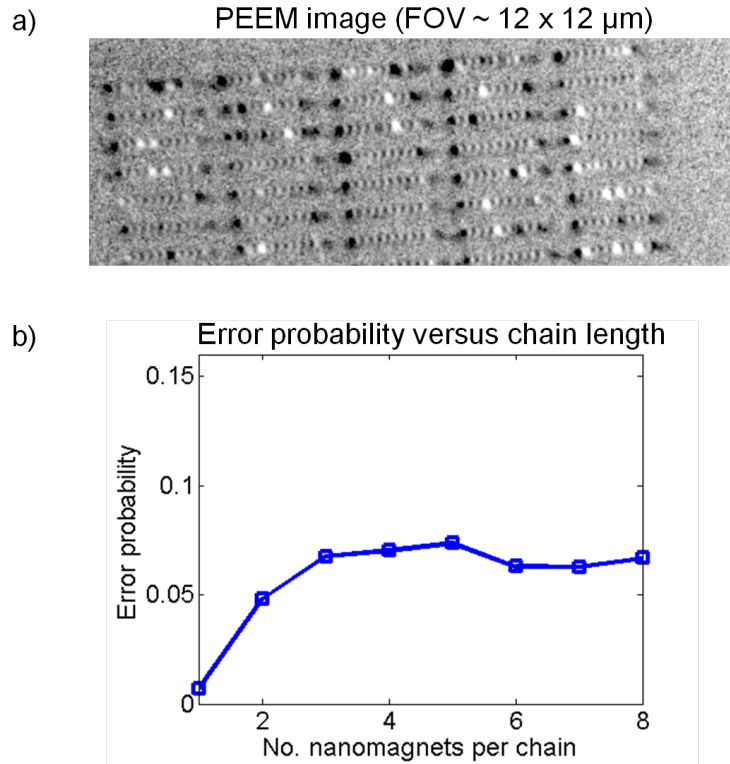 a)
PEEM image (FOV ~ 12 x 12 μm)
b)
Error probability versus chain length
0.15
0.1
0.05
0
Error probability
2 4 6 8
No. nanomagnets per chain